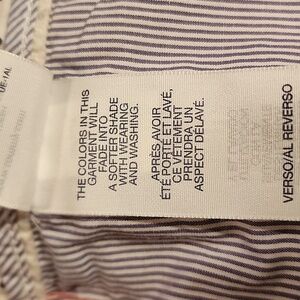 THE COLORS IN THIS
GARMENT WILL
FADE INTO
A SOFTER SHADE
WITH WEARING
AND WASHING.
APRÈS AVOIR
ÉTÉ PORTÉ ET LAVÉ,
CE VÊTEMENT
PRENDRA UN
ASPECT DÉLAVÉ.
VERSO/AL REVERSO